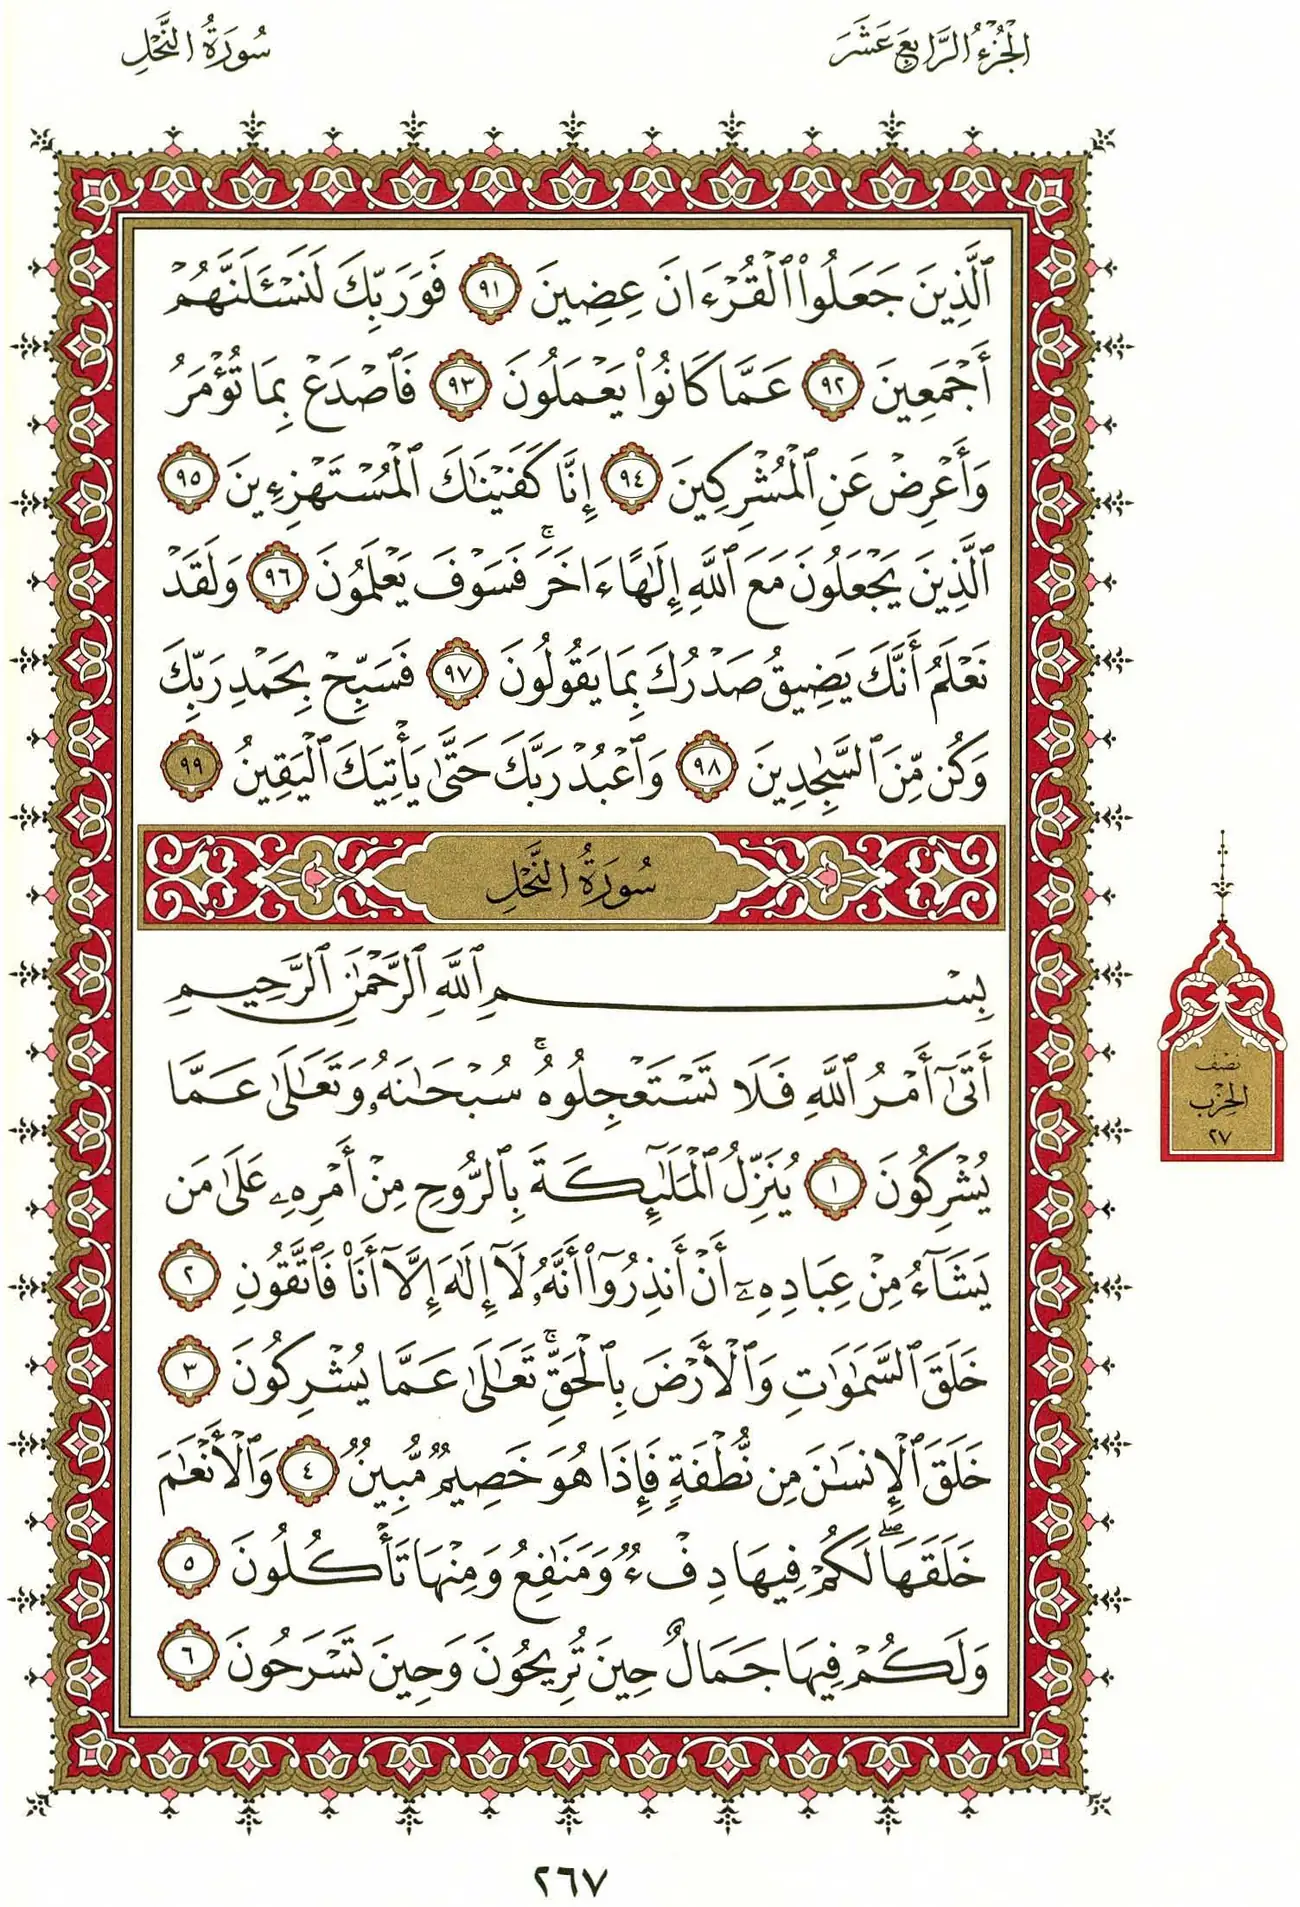 الجزء الرابع عشر
سورة النحل
ٱلَّذِينَ جَعَلُوا۟ ٱلْقُرْءَانَ عِضِينَ ٩١ فَوَرَبِّكَ لَنَسْـَٔلَنَّهُمْ
أَجْمَعِينَ ٩٢ عَمَّا كَانُوا۟ يَعْمَلُونَ ٩٣ فَٱصْدَعْ بِمَا تُؤْمَرُ
وَأَعْرِضْ عَنِ ٱلْمُشْرِكِينَ ٩٤ إِنَّا كَفَيْنَٰكَ ٱلْمُسْتَهْزِءِينَ ٩٥
ٱلَّذِينَ يَجْعَلُونَ مَعَ ٱللَّهِ إِلَٰهًا ءَاخَرَ ۚ فَسَوْفَ يَعْلَمُونَ ٩٦ وَلَقَدْ
نَعْلَمُ أَنَّكَ يَضِيقُ صَدْرُكَ بِمَا يَقُولُونَ ٩٧ فَسَبِّحْ بِحَمْدِ رَبِّكَ
وَكُن مِّنَ ٱلسَّٰجِدِينَ ٩٨ وَٱعْبُدْ رَبَّكَ حَتَّىٰ يَأْتِيَكَ ٱلْيَقِينُ ٩٩
سورة النحل
بِسْمِ ٱللَّهِ ٱلرَّحْمَٰنِ ٱلرَّحِيمِ
أَتَىٰٓ أَمْرُ ٱللَّهِ فَلَا تَسْتَعْجِلُوهُ ۚ سُبْحَٰنَهُۥ وَتَعَٰلَىٰ عَمَّا
يُشْرِكُونَ ١ يُنَزِّلُ ٱلْمَلَٰٓئِكَةَ بِٱلرُّوحِ مِنْ أَمْرِهِۦ عَلَىٰ مَن
يَشَآءُ مِنْ عِبَادِهِۦٓ أَنْ أَنذِرُوٓا۟ أَنَّهُۥ لَآ إِلَٰهَ إِلَّآ أَنَا۠ فَٱتَّقُونِ ٢
خَلَقَ ٱلسَّمَٰوَٰتِ وَٱلْأَرْضَ بِٱلْحَقِّ ۚ تَعَٰلَىٰ عَمَّا يُشْرِكُونَ ٣
خَلَقَ ٱلْإِنسَٰنَ مِن نُّطْفَةٍ فَإِذَا هُوَ خَصِيمٌ مُّبِينٌ ٤ وَٱلْأَنْعَٰمَ
خَلَقَهَا ۗ لَكُمْ فِيهَا دِفْءٌ وَمَنَٰفِعُ وَمِنْهَا تَأْكُلُونَ ٥
وَلَكُمْ فِيهَا جَمَالٌ حِينَ تُرِيحُونَ وَحِينَ تَسْرَحُونَ ٦
نصف
الحزب
٢٧
٢٦٧